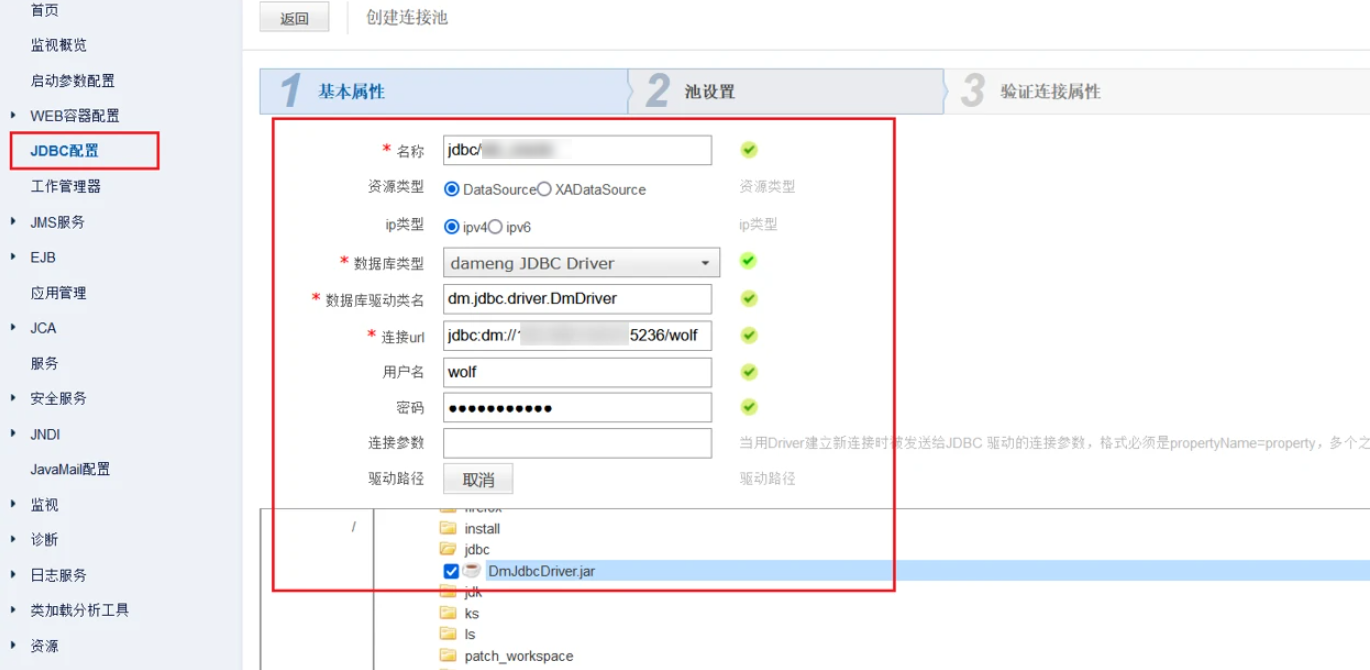 首页
监视概览
启动参数配置
WEB容器配置
JDBC配置
工作管理器
JMS服务
EJB
应用管理
JCA
服务
安全服务
JNDI
JavaMail配置
监视
诊断
日志服务
类加载分析工具
资源
返回 创建连接池
1 基本属性 2 池设置 3 验证连接属性
* 名称 jdbc/
资源类型 DataSource XADataSource 资源类型
ip类型 ipv4 ipv6 ip类型
* 数据库类型 dameng JDBC Driver
* 数据库驱动类名 dm.jdbc.driver.DmDriver
* 连接url jdbc:dm:// 5236/wolf
用户名 wolf
密码 ●●●●●●●●●●●
连接参数 当用Driver建立新连接时被发送给JDBC 驱动的连接参数，格式必须是propertyName=property，多个之
驱动路径 取消 驱动路径
/
firefox
install
jdbc
DmJdbcDriver.jar
jdk
ks
ls
patch_workspace